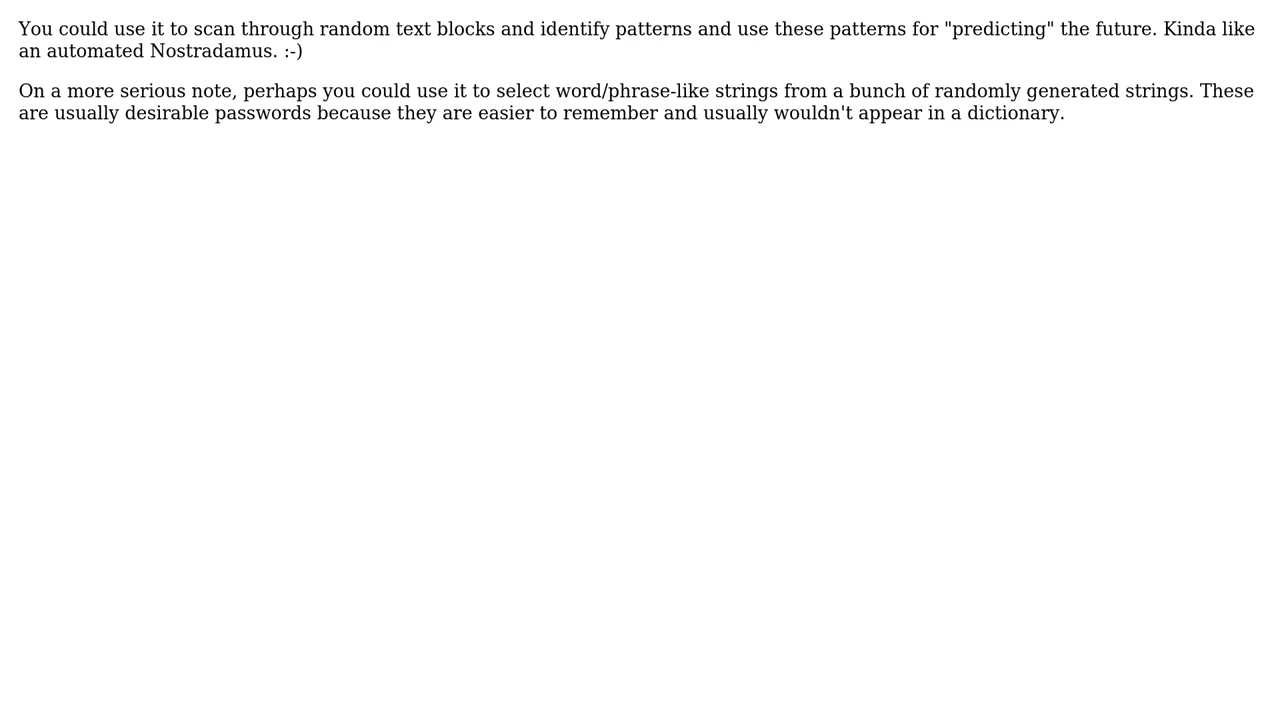 You could use it to scan through random text blocks and identify patterns and use these patterns for "predicting" the future. Kinda like
an automated Nostradamus. :-)
On a more serious note, perhaps you could use it to select word/phrase-like strings from a bunch of randomly generated strings. These
are usually desirable passwords because they are easier to remember and usually wouldn't appear in a dictionary.